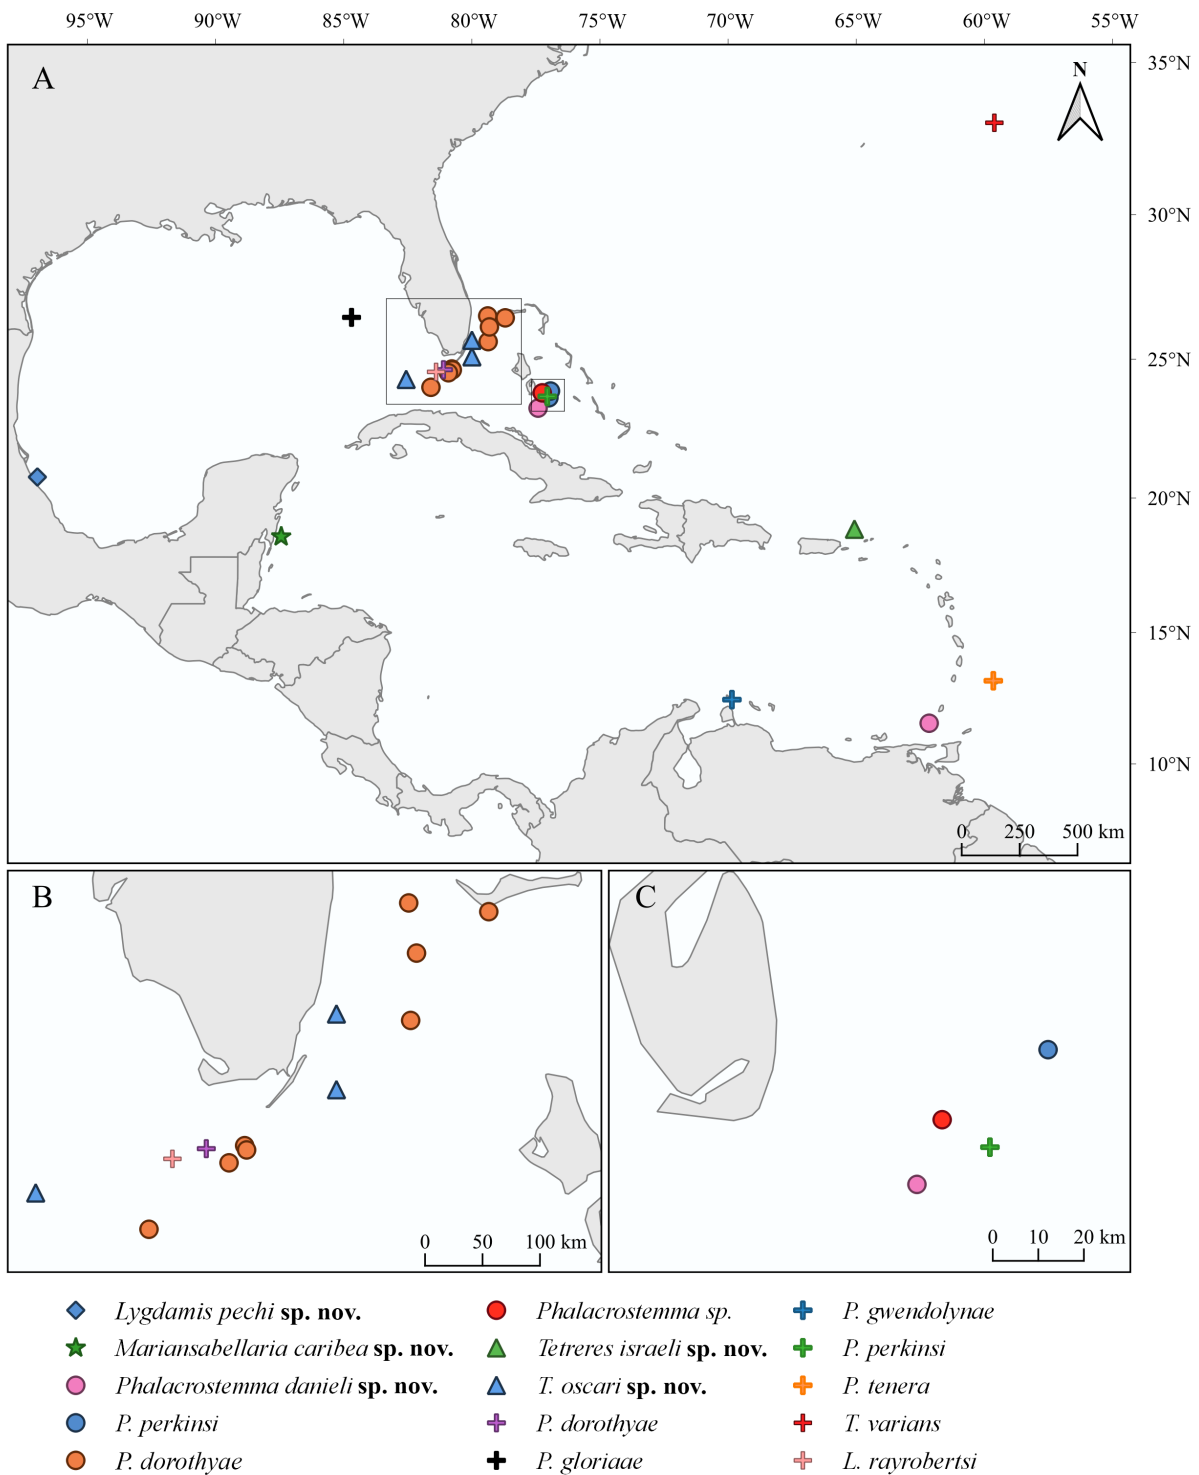 95°W 90°W 85°W 80°W 75°W 70°W 65°W 60°W 55°W
A
N
35°N
30°N
25°N
20°N
15°N
10°N
0 250 500 km
B
0 50 100 km
C
0 10 20 km
Lygdamis pechi sp. nov.
Mariansabellaria caribea sp. nov.
Phalacrostemma danieli sp. nov.
P. perkinsi
P. dorothyae
Phalacrostemma sp.
Tetreres israeli sp. nov.
T. oscari sp. nov.
P. dorothyae
P. gloriaae
P. gwendolynae
P. perkinsi
P. tenera
T. varians
L. rayrobertsi